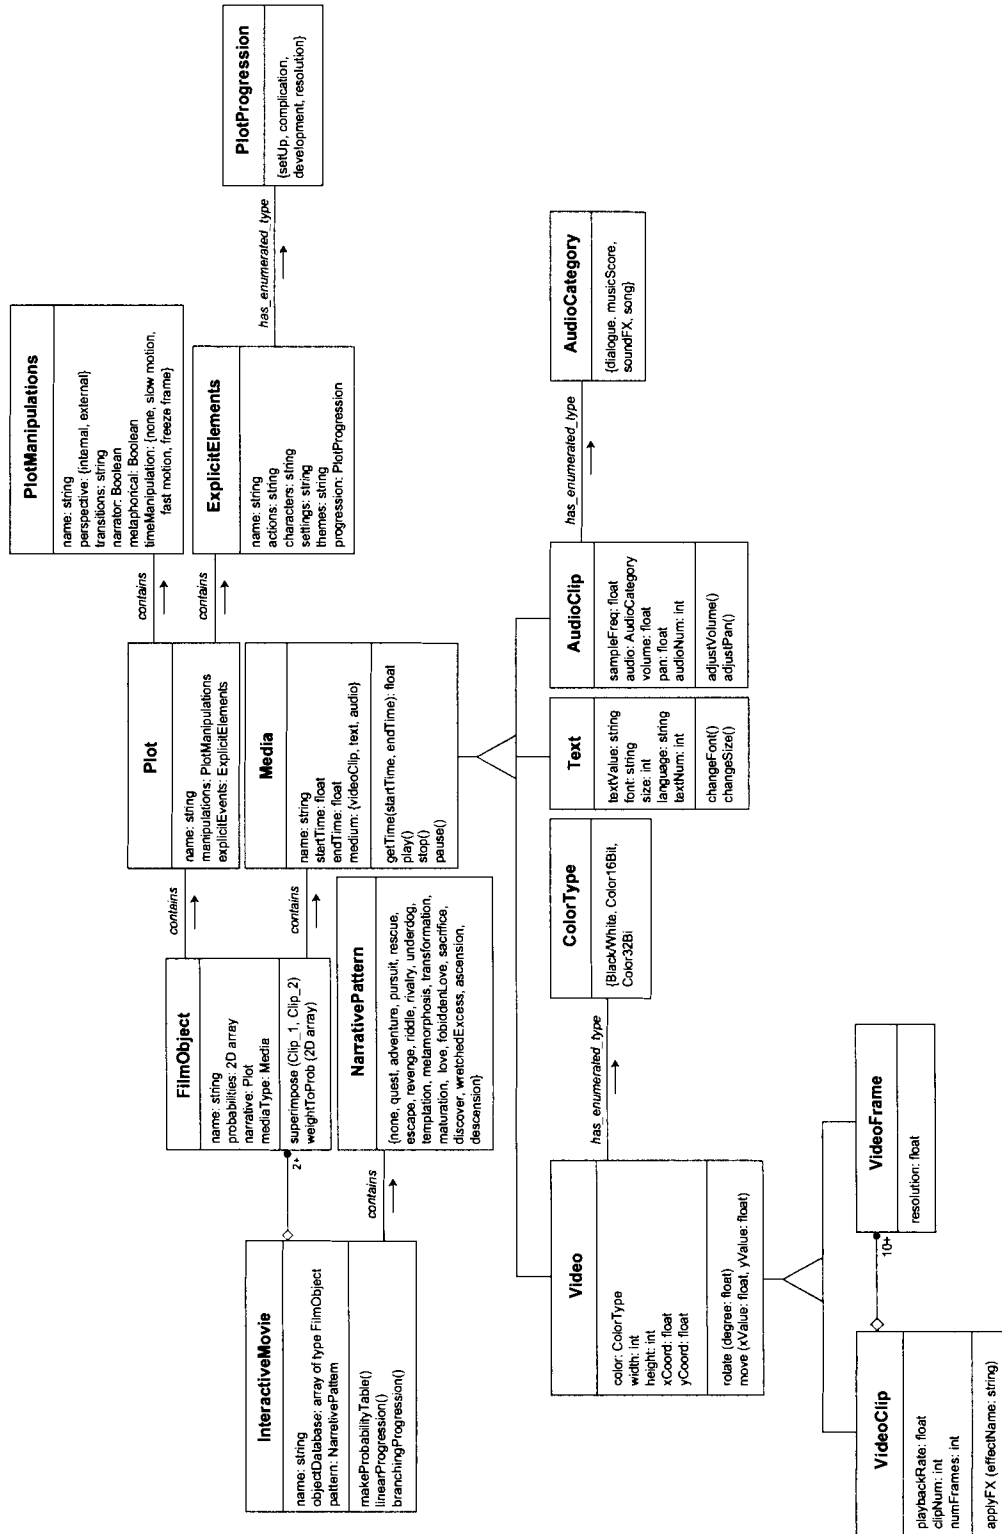 InteractiveMovie
name: string
objectDatabase: array of type FilmObject
pattern: NarretivePattern
makeProbabilityTable()
linearProgression()
branchingProgression()
2+
contains
FilmObject
name: string
probabilities: 2D array
narrative: Plot
mediaType: Media
superimpose (Clip_1, Clip_2)
weightToProb (2D array)
NarrativePattern
{none, quest, adventure, pursuit, rescue,
escape, revenge, riddle, rivalry, underdog,
temptation, metamorphosis, transformation,
maturation, love, fobiddenLove, sacrifice,
discover, wretchedExcess, ascension,
descension}
contains
contains
Plot
name: string
manipulations: PlotManipulations
explicitEvents: ExplicitElements
Media
name: string
startTime: float
endTime: float
medium: {videoClip, text, audio}
getTime(startTime, endTime): float
play()
stop()
pause()
contains
contains
PlotManipulations
name: string
perspective: {internal, external}
transitions: string
narrator: Boolean
metaphorical: Boolean
timeManipulation: {none, slow motion,
fast motion, freeze frame}
ExplicitElements
name: string
actions: string
characters: string
settings: string
themes: string
progression: PlotProgression
has_enumerated_type
PlotProgression
{setUp, complication,
development, resolution}
Video
color: ColorType
width: int
height: int
xCoord: float
yCoord: float
rotate (degree: float)
move (xValue: float, yValue: float)
has_enumerated_type
ColorType
{Black/White, Color16Bit,
Color32Bi
Text
textValue: string
font: string
size: int
language: string
textNum: int
changeFont()
changeSize()
AudioClip
sampleFreq: float
audio: AudioCategory
volume: float
pan: float
audioNum: int
adjustVolume()
adjustPan()
has_enumerated_type
AudioCategory
{dialogue, musicScore,
soundFX, song}
VideoClip
playbackRate: float
clipNum: int
numFrames: int
applyFX (effectName: string)
10+
VideoFrame
resolution: float